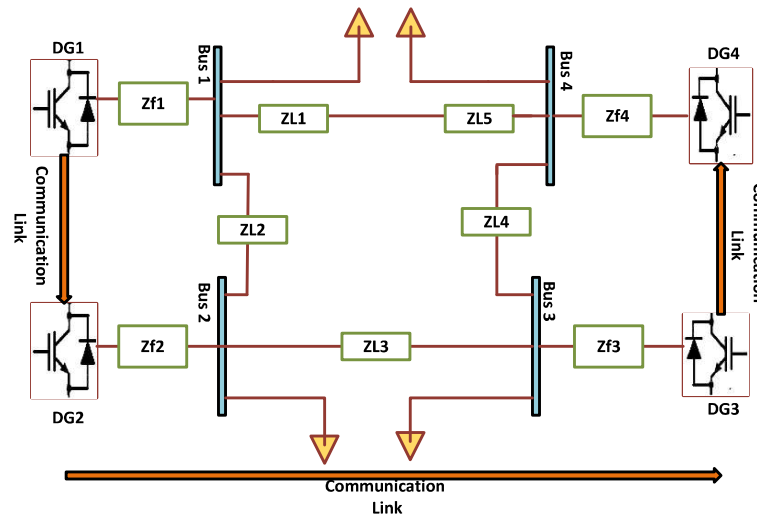 DG1
Bus 1
Bus 4
DG4
Zf1
ZL1
ZL5
Zf4
Communication
Link
ZL2
ZL4
Communication
Link
Bus 2
Bus 3
Zf2
ZL3
Zf3
DG2
DG3
Communication
Link